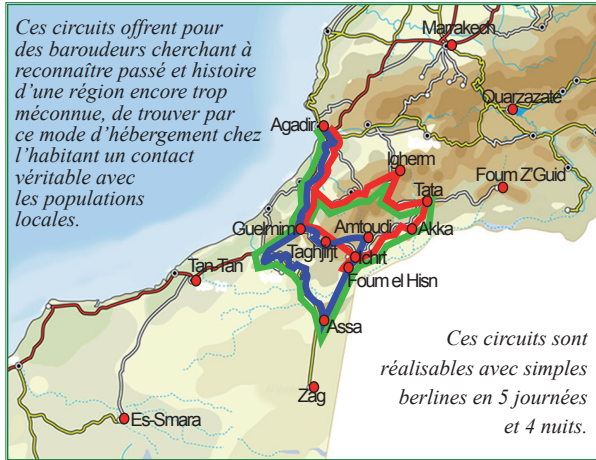 Ces circuits offrent pour
des baroudeurs cherchant à
reconnaître passé et histoire
d'une région encore trop
méconnue, de trouver par
ce mode d'hébergement chez
l'habitant un contact
véritable avec
les populations
locales.
Marrakech
Ouarzazate
Agadir
Igherm
Foum Z'Guid
Tata
Guelmim
Amtoudi
Akka
Taghjirjt
Ichrt
Tan-Tan
Foum el Hisn
Assa
Zag
Es-Smara
Ces circuits sont
réalisables avec simples
berlines en 5 journées
et 4 nuits.